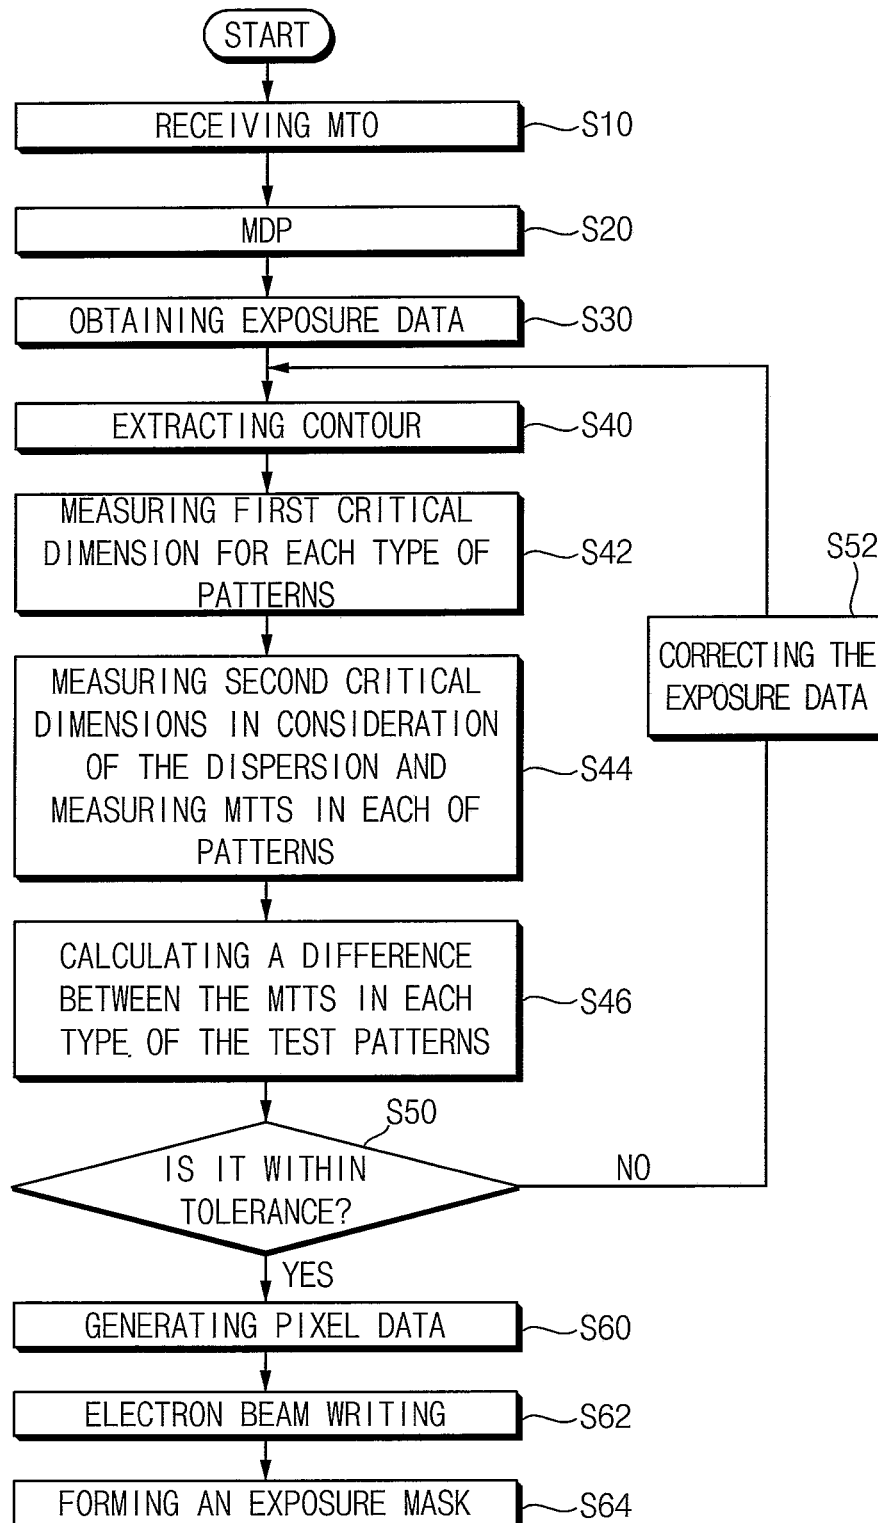 START
RECEIVING MTO
S10
MDP
S20
OBTAINING EXPOSURE DATA
S30
EXTRACTING CONTOUR
S40
MEASURING FIRST CRITICAL
DIMENSION FOR EACH TYPE OF
PATTERNS
S42
S52
CORRECTING THE
EXPOSURE DATA
MEASURING SECOND CRITICAL
DIMENSIONS IN CONSIDERATION
OF THE DISPERSION AND
MEASURING MTTS IN EACH OF
PATTERNS
S44
CALCULATING A DIFFERENCE
BETWEEN THE MTTS IN EACH
TYPE OF THE TEST PATTERNS
S46
S50
IS IT WITHIN
TOLERANCE?
NO
YES
GENERATING PIXEL DATA
S60
ELECTRON BEAM WRITING
S62
FORMING AN EXPOSURE MASK
S64